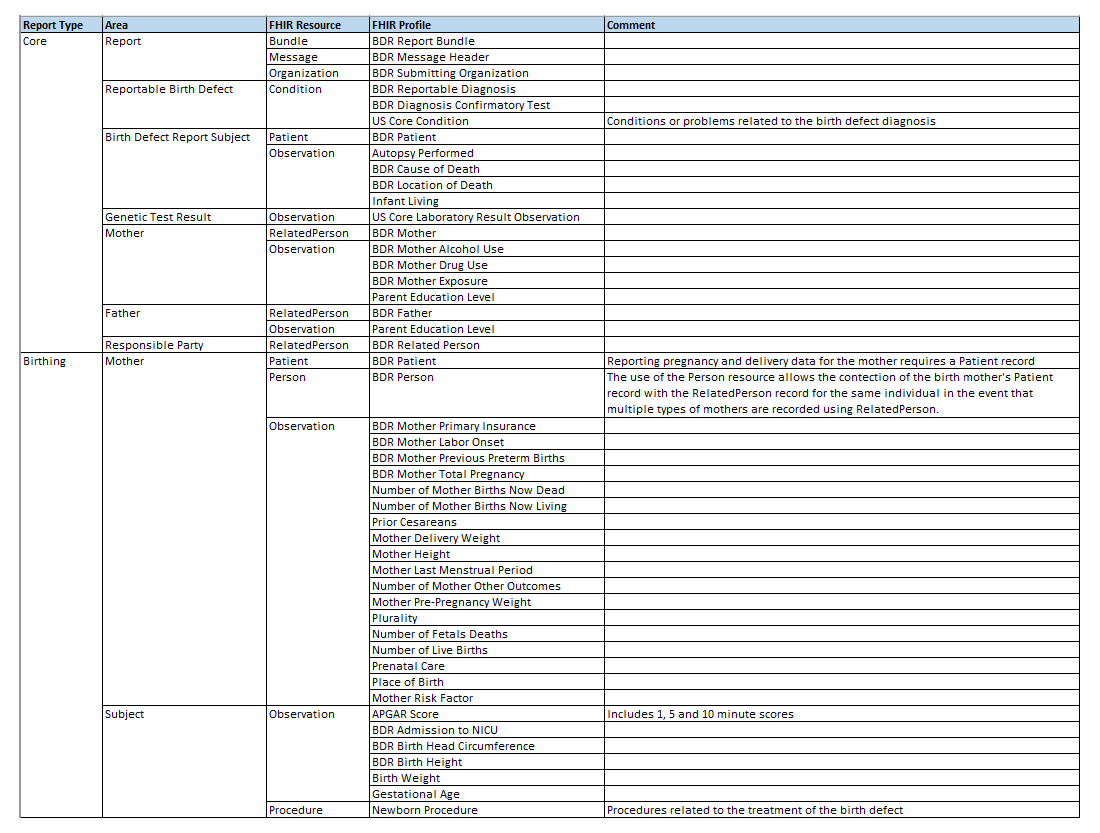 Report Type Area FHIR Resource FHIR Profile Comment
Core Report Bundle BDR Report Bundle
Message BDR Message Header
Organization BDR Submitting Organization
Reportable Birth Defect Condition BDR Reportable Diagnosis
BDR Diagnosis Confirmatory Test
US Core Condition Conditions or problems related to the birth defect diagnosis
Birth Defect Report Subject Patient BDR Patient
Observation Autopsy Performed
BDR Cause of Death
BDR Location of Death
Infant Living
Genetic Test Result Observation US Core Laboratory Result Observation
Mother RelatedPerson BDR Mother
Observation BDR Mother Alcohol Use
BDR Mother Drug Use
BDR Mother Exposure
Parent Education Level
Father RelatedPerson BDR Father
Observation Parent Education Level
Responsible Party RelatedPerson BDR Related Person
Birthing Mother Patient BDR Patient Reporting pregnancy and delivery data for the mother requires a Patient record
Person BDR Person The use of the Person resource allows the contection of the birth mother's Patient
record with the RelatedPerson record for the same individual in the event that
multiple types of mothers are recorded using RelatedPerson.
Observation BDR Mother Primary Insurance
BDR Mother Labor Onset
BDR Mother Previous Preterm Births
BDR Mother Total Pregnancy
Number of Mother Births Now Dead
Number of Mother Births Now Living
Prior Cesareans
Mother Delivery Weight
Mother Height
Mother Last Menstrual Period
Number of Mother Other Outcomes
Mother Pre-Pregnancy Weight
Plurality
Number of Fetals Deaths
Number of Live Births
Prenatal Care
Place of Birth
Mother Risk Factor
Subject Observation APGAR Score Includes 1, 5 and 10 minute scores
BDR Admission to NICU
BDR Birth Head Circumference
BDR Birth Height
Birth Weight
Gestational Age
Procedure Newborn Procedure Procedures related to the treatment of the birth defect